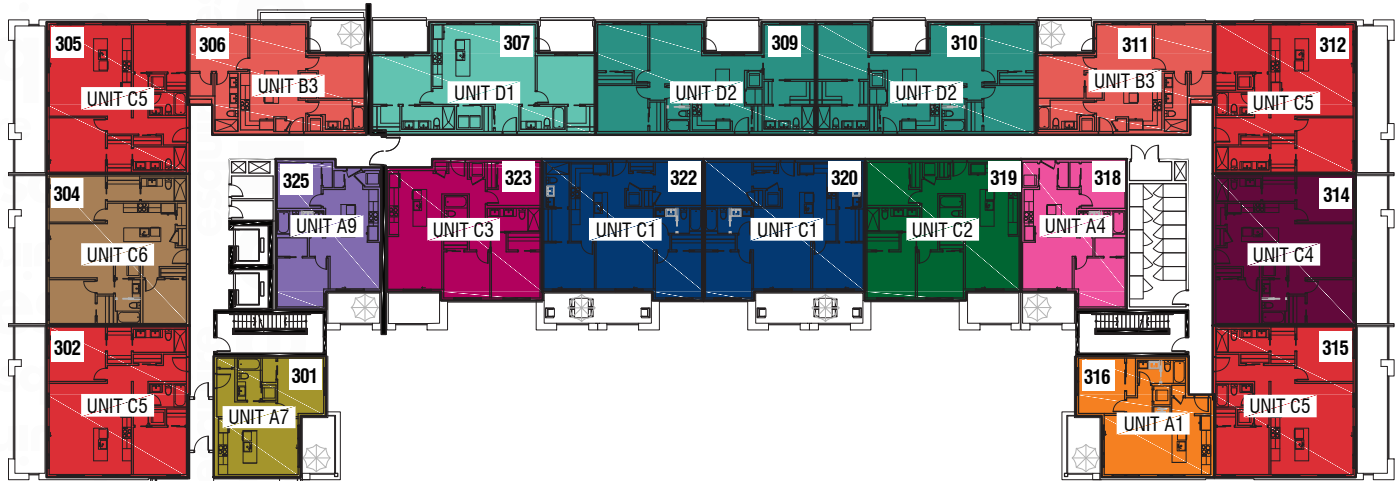 305
UNIT C5
306
UNIT B3
307
UNIT D1
309
UNIT D2
310
UNIT D2
311
UNIT B3
312
UNIT C5
304
UNIT C6
325
UNIT A9
323
UNIT C3
322
UNIT C1
320
UNIT C1
319
UNIT C2
318
UNIT A4
314
UNIT C4
302
UNIT C5
301
UNIT A7
316
UNIT A1
315
UNIT C5